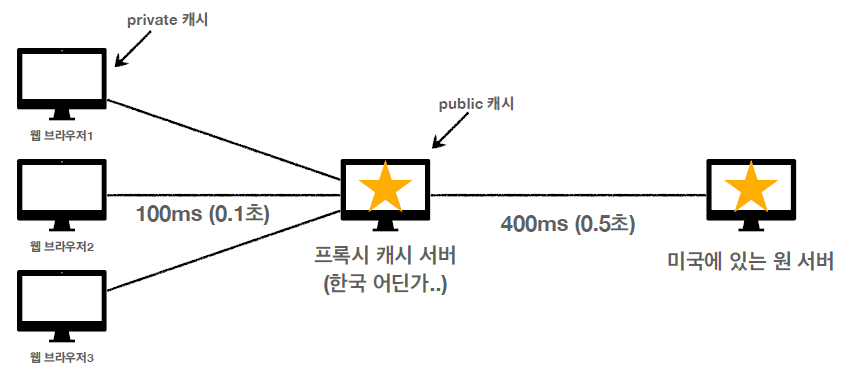 private 캐시
public 캐시
웹 브라우저1
100ms (0.1초)
400ms (0.5초)
웹 브라우저2
프록시 캐시 서버
(한국 어딘가..)
미국에 있는 원 서버
웹 브라우저3